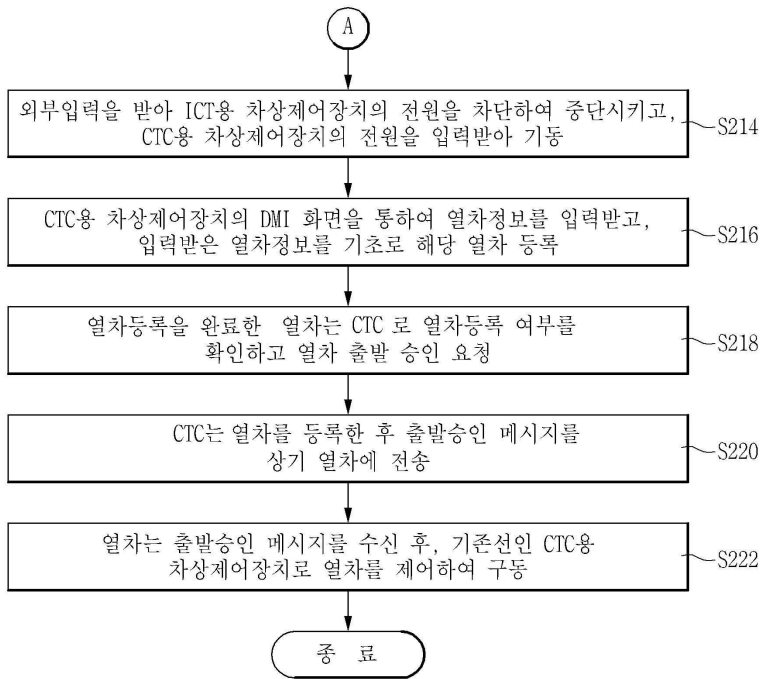 A
외부입력을 받아 ICT용 차상제어장치의 전원을 차단하여 중단시키고,
CTC용 차상제어장치의 전원을 입력받아 기동
S214
CTC용 차상제어장치의 DMI 화면을 통하여 열차정보를 입력받고,
입력받은 열차정보를 기초로 해당 열차 등록
S216
열차등록을 완료한 열차는 CTC 로 열차등록 여부를
확인하고 열차 출발 승인 요청
S218
CTC는 열차를 등록한 후 출발승인 메시지를
상기 열차에 전송
S220
열차는 출발승인 메시지를 수신 후, 기존선인 CTC용
차상제어장치로 열차를 제어하여 구동
S222
종 료